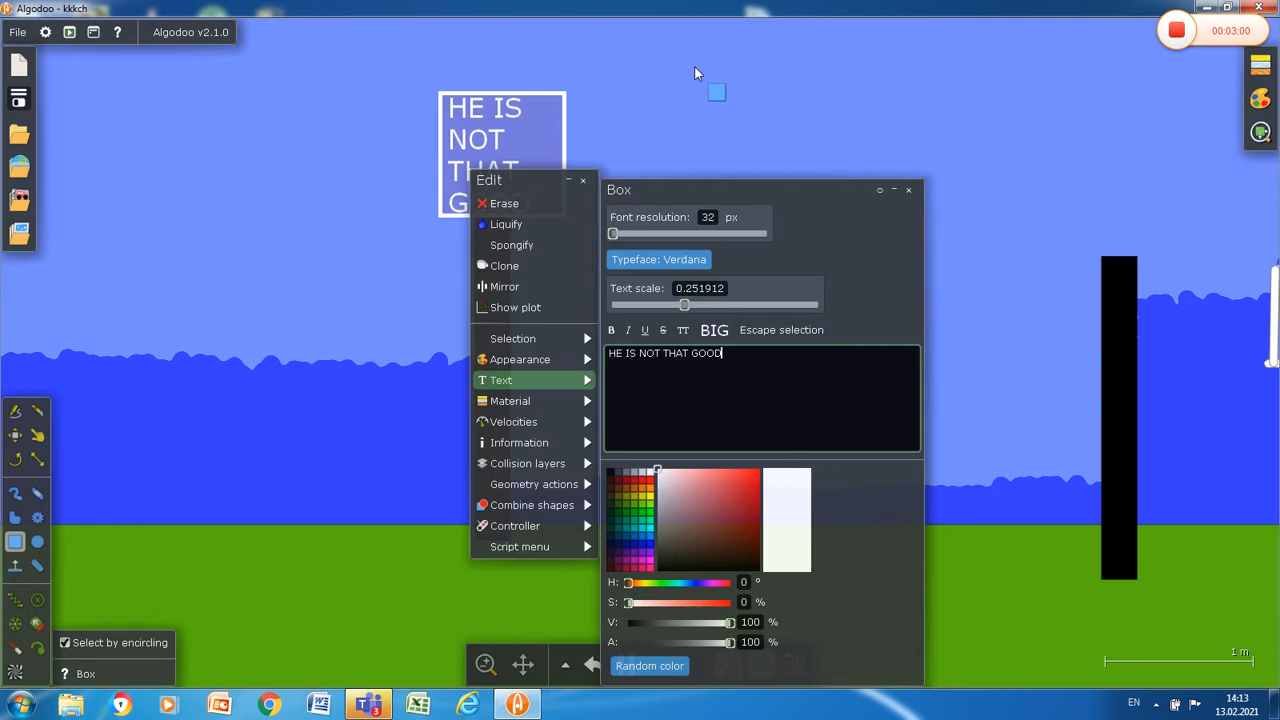 Algodoo - kkkch
File
?
Algodoo v2.1.0
00:03:00
HE IS
NOT
THAT
GOOD
Edit
Erase
Liquify
Spongify
Clone
Mirror
Show plot
Selection
Appearance
T Text
Material
Velocities
Information
Collision layers
Geometry actions
Combine shapes
Controller
Script menu
Box
Font resolution: 32 px
Typeface: Verdana
Text scale: 0.251912
B I U S TT BIG Escape selection
HE IS NOT THAT GOOD
H: 0 °
S: 0 %
V: 100 %
A: 100 %
Random color
Select by encircling
? Box
1 m
3
EN
14:13
13.02.2021